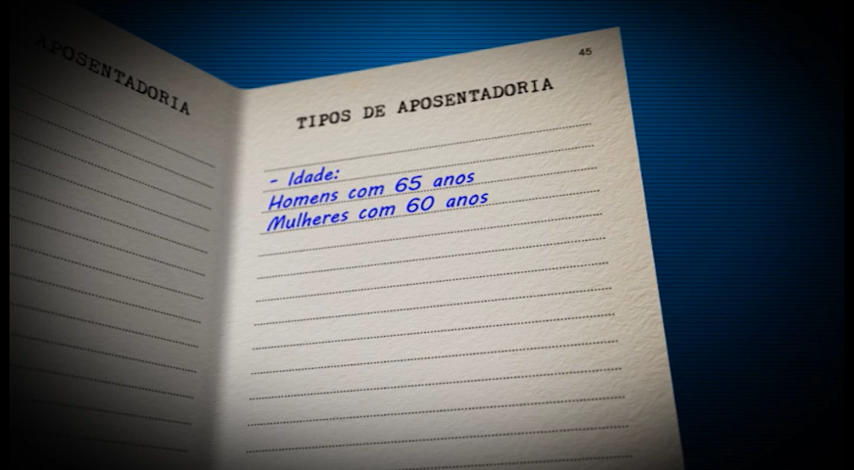 APOSENTADORIA
45
TIPOS DE APOSENTADORIA
- Idade:
Homens com 65 anos
Mulheres com 60 anos